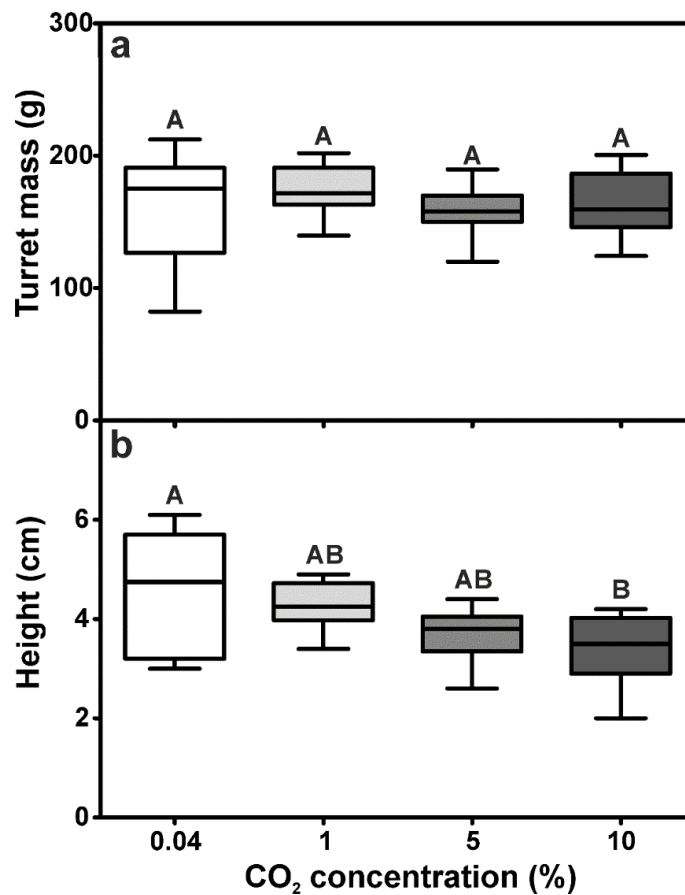 300
a
Turret mass (g)
A
A
A
A
200
100
0
b
Height (cm)
A
AB
AB
B
6
4
2
0
0.04
1
5
10
CO₂ concentration (%)